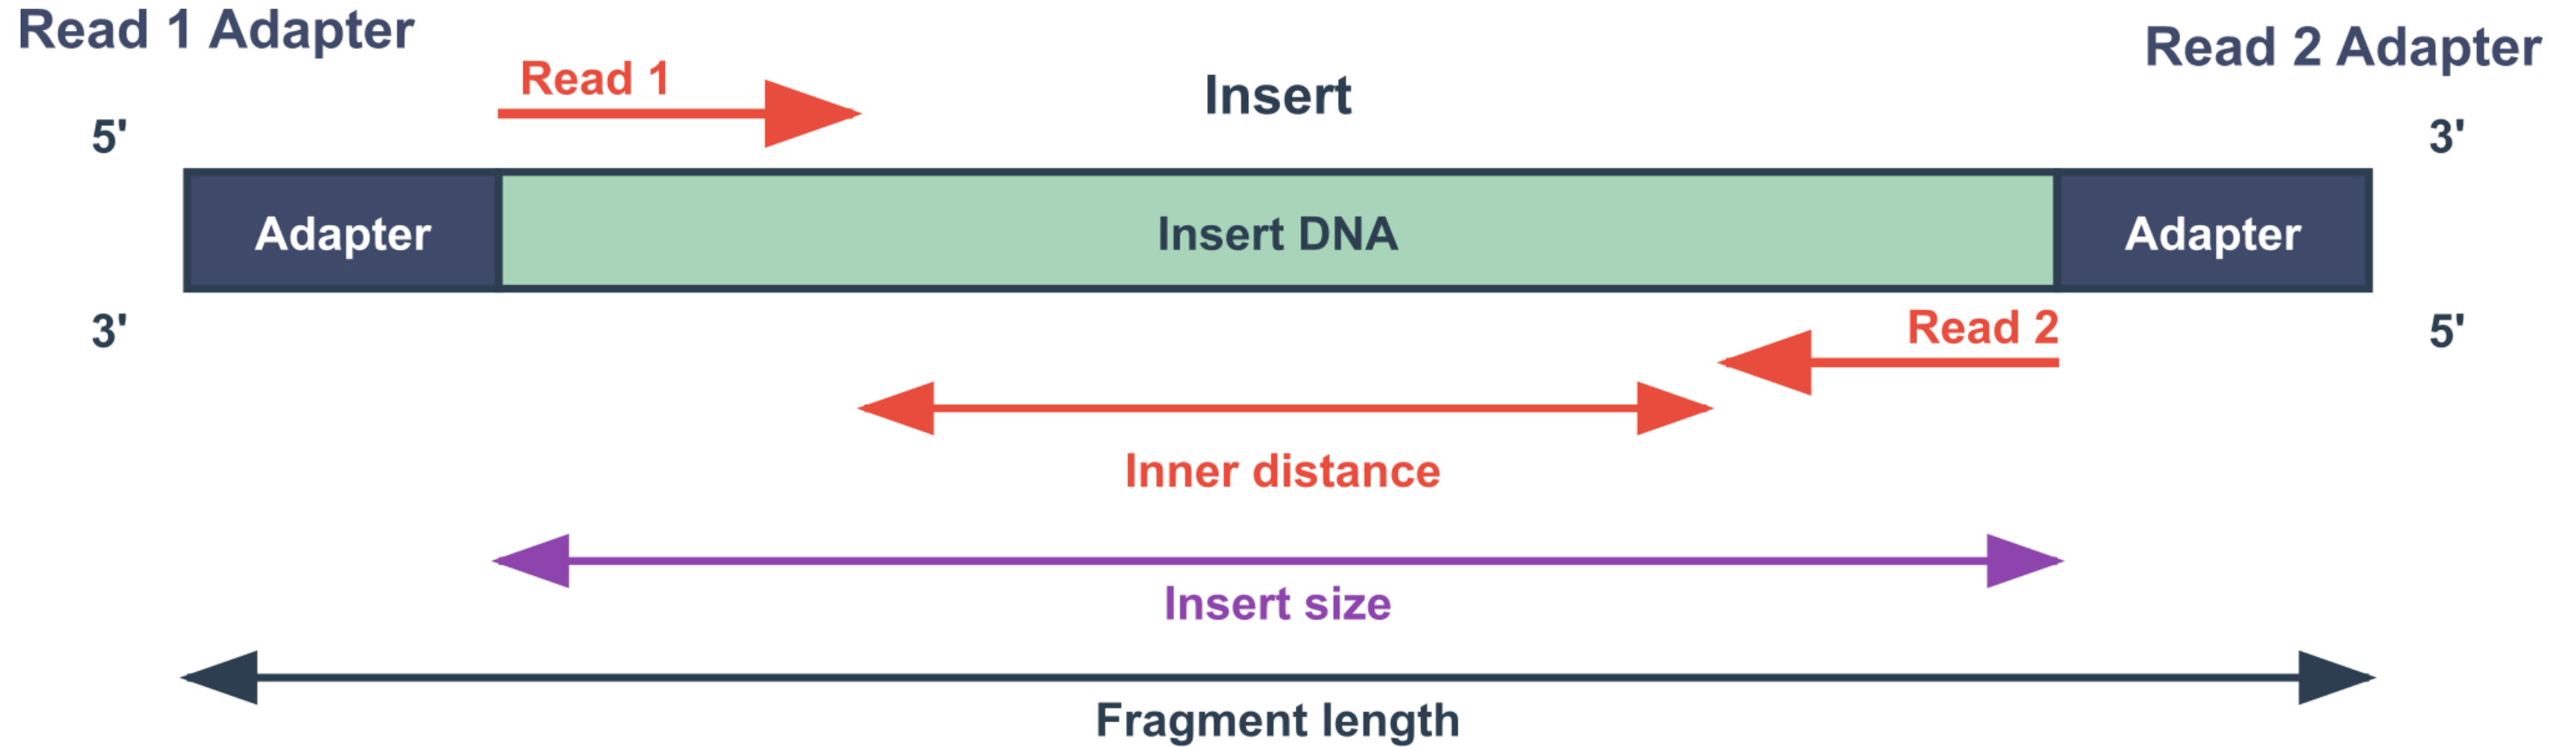 Read 1 Adapter
Read 2 Adapter
Read 1
Insert
5'
3'
Adapter
Insert DNA
Adapter
3'
5'
Read 2
Inner distance
Insert size
Fragment length